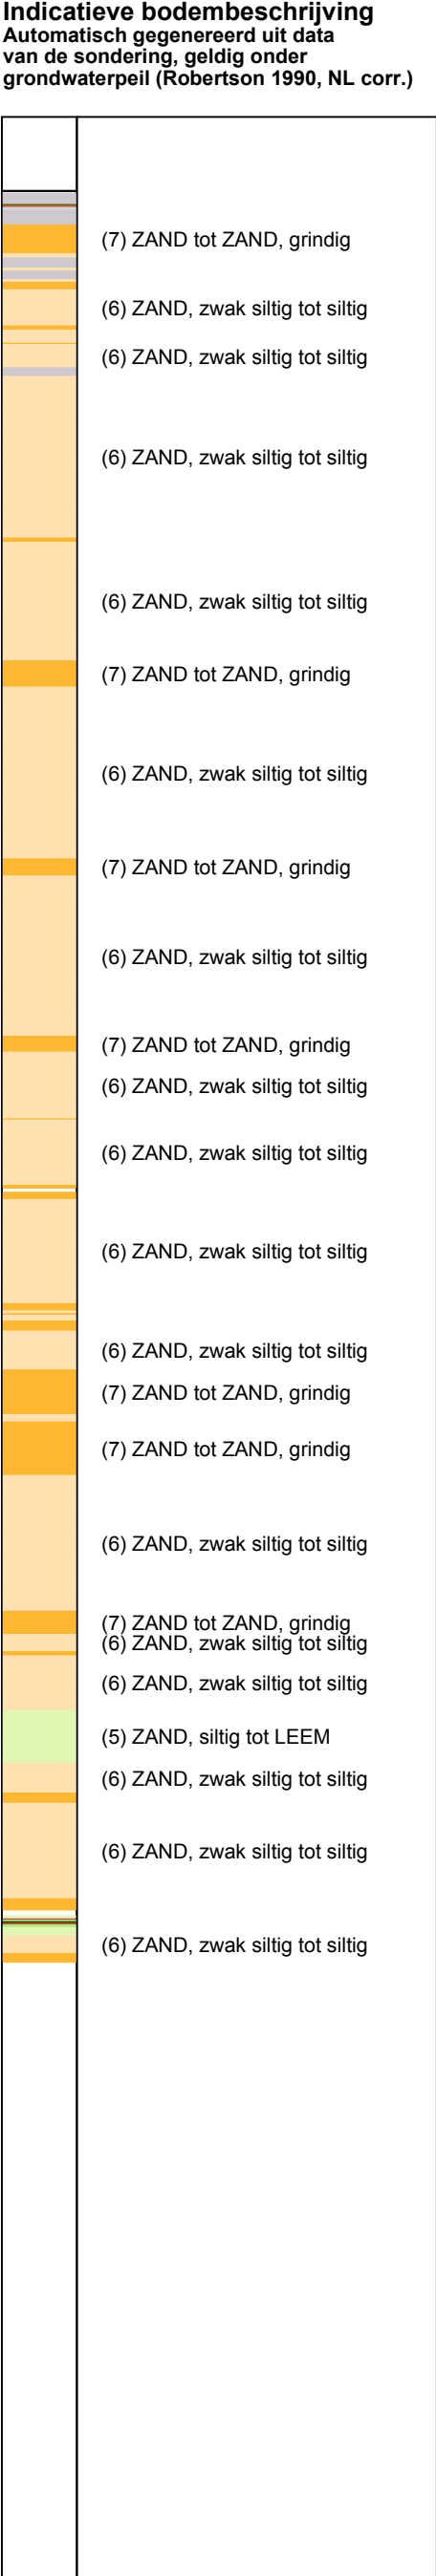 Indicatieve bodembeschrijving
Automatisch gegenereerd uit data
van de sondering, geldig onder
grondwaterpeil (Robertson 1990, NL corr.)
(7) ZAND tot ZAND, grindig
(6) ZAND, zwak siltig tot siltig
(6) ZAND, zwak siltig tot siltig
(6) ZAND, zwak siltig tot siltig
(6) ZAND, zwak siltig tot siltig
(7) ZAND tot ZAND, grindig
(6) ZAND, zwak siltig tot siltig
(7) ZAND tot ZAND, grindig
(6) ZAND, zwak siltig tot siltig
(7) ZAND tot ZAND, grindig
(6) ZAND, zwak siltig tot siltig
(6) ZAND, zwak siltig tot siltig
(6) ZAND, zwak siltig tot siltig
(6) ZAND, zwak siltig tot siltig
(7) ZAND tot ZAND, grindig
(7) ZAND tot ZAND, grindig
(6) ZAND, zwak siltig tot siltig
(7) ZAND tot ZAND, grindig
(6) ZAND, zwak siltig tot siltig
(6) ZAND, zwak siltig tot siltig
(5) ZAND, siltig tot LEEM
(6) ZAND, zwak siltig tot siltig
(6) ZAND, zwak siltig tot siltig
(6) ZAND, zwak siltig tot siltig